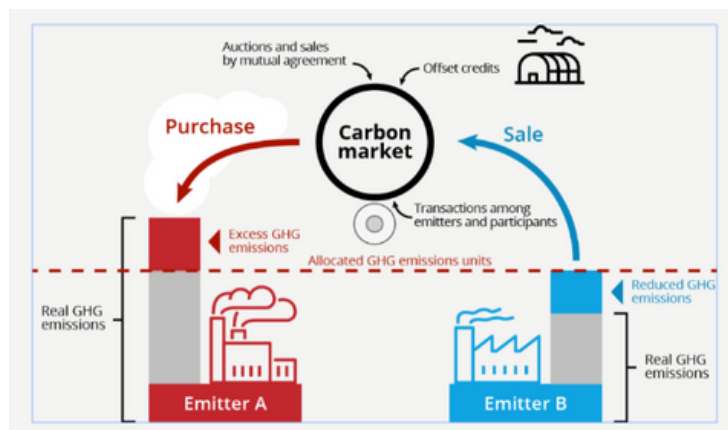 Auctions and sales
by mutual agreement
Offset credits
Purchase
Carbon
market
Sale
Transactions among
emitters and participants
Excess GHG
emissions
Allocated GHG emissions units
Reduced GHG
emissions
Real GHG
emissions
Real GHG
emissions
Emitter A
Emitter B